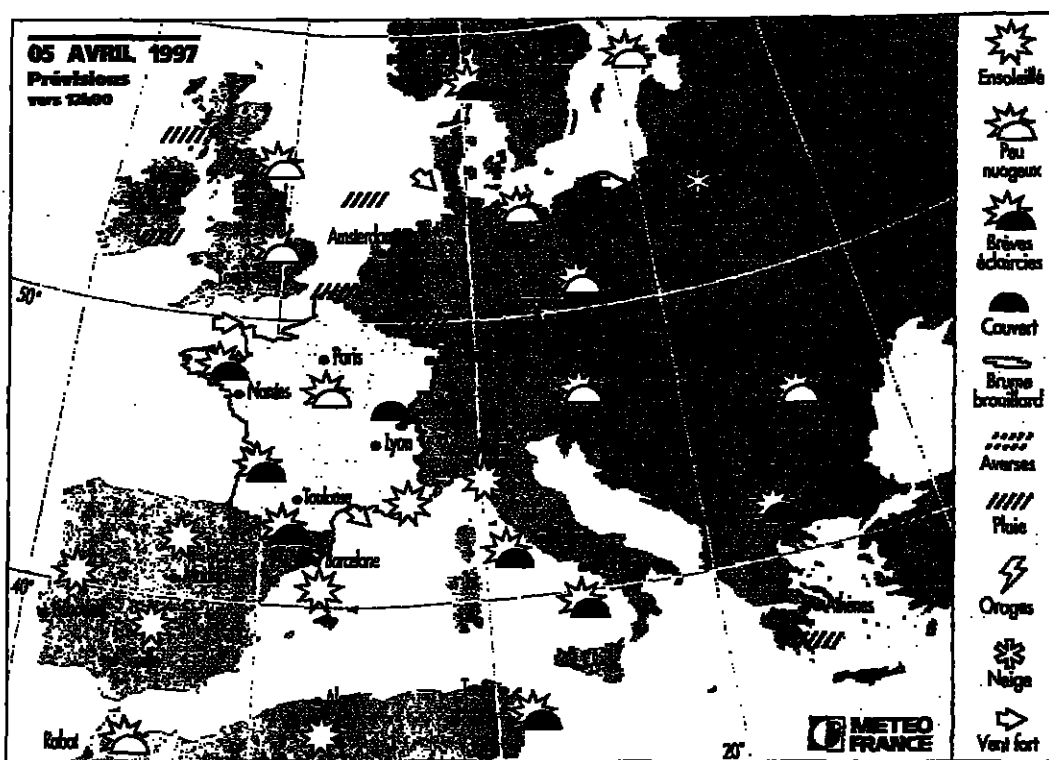 05 AVRIL 1997
Prévisions
vers 12h00
Amsterdam
50°
Paris
Nantes
Lyon
Toulouse
Barcelone
40°
Athènes
Rabat
20°
METEO
FRANCE
Ensoleillé
Peu
nuageux
Brèves
éclaircies
Couvert
Brume
brouillard
Averses
Pluie
Orages
Neige
Vent fort